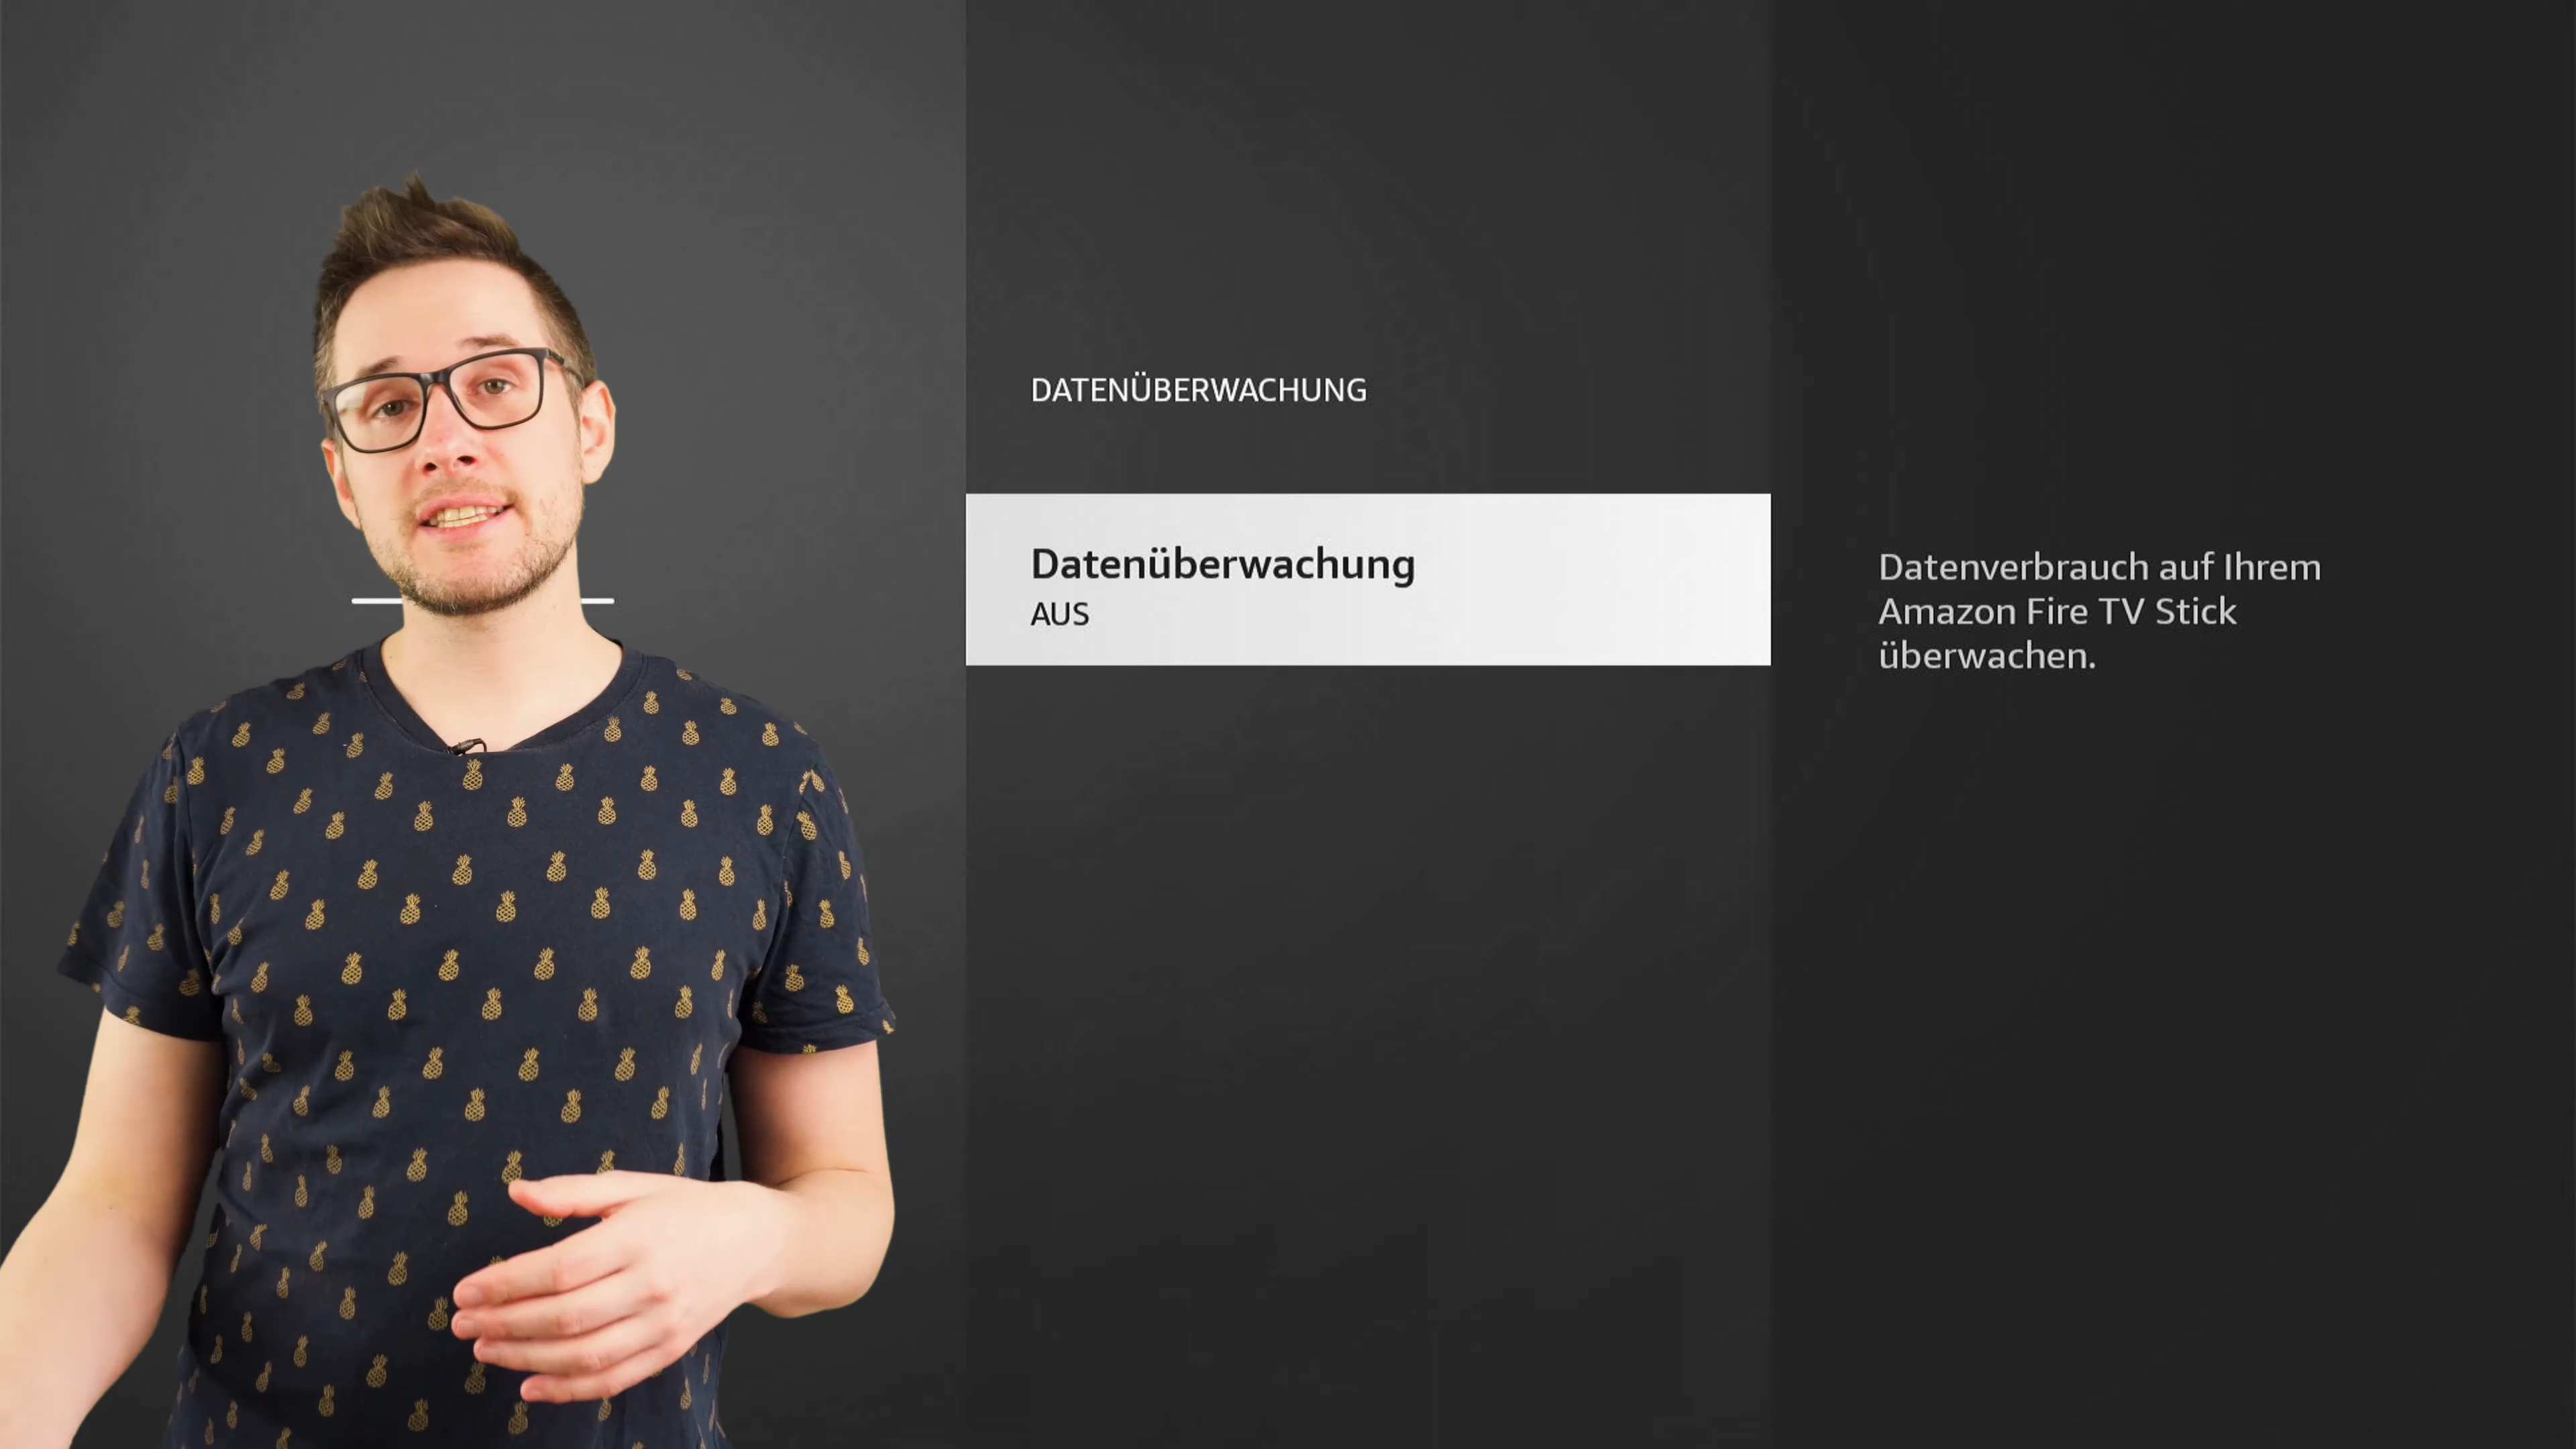 DATENÜBERWACHUNG
Datenüberwachung
AUS
Datenverbrauch auf Ihrem
Amazon Fire TV Stick
überwachen.